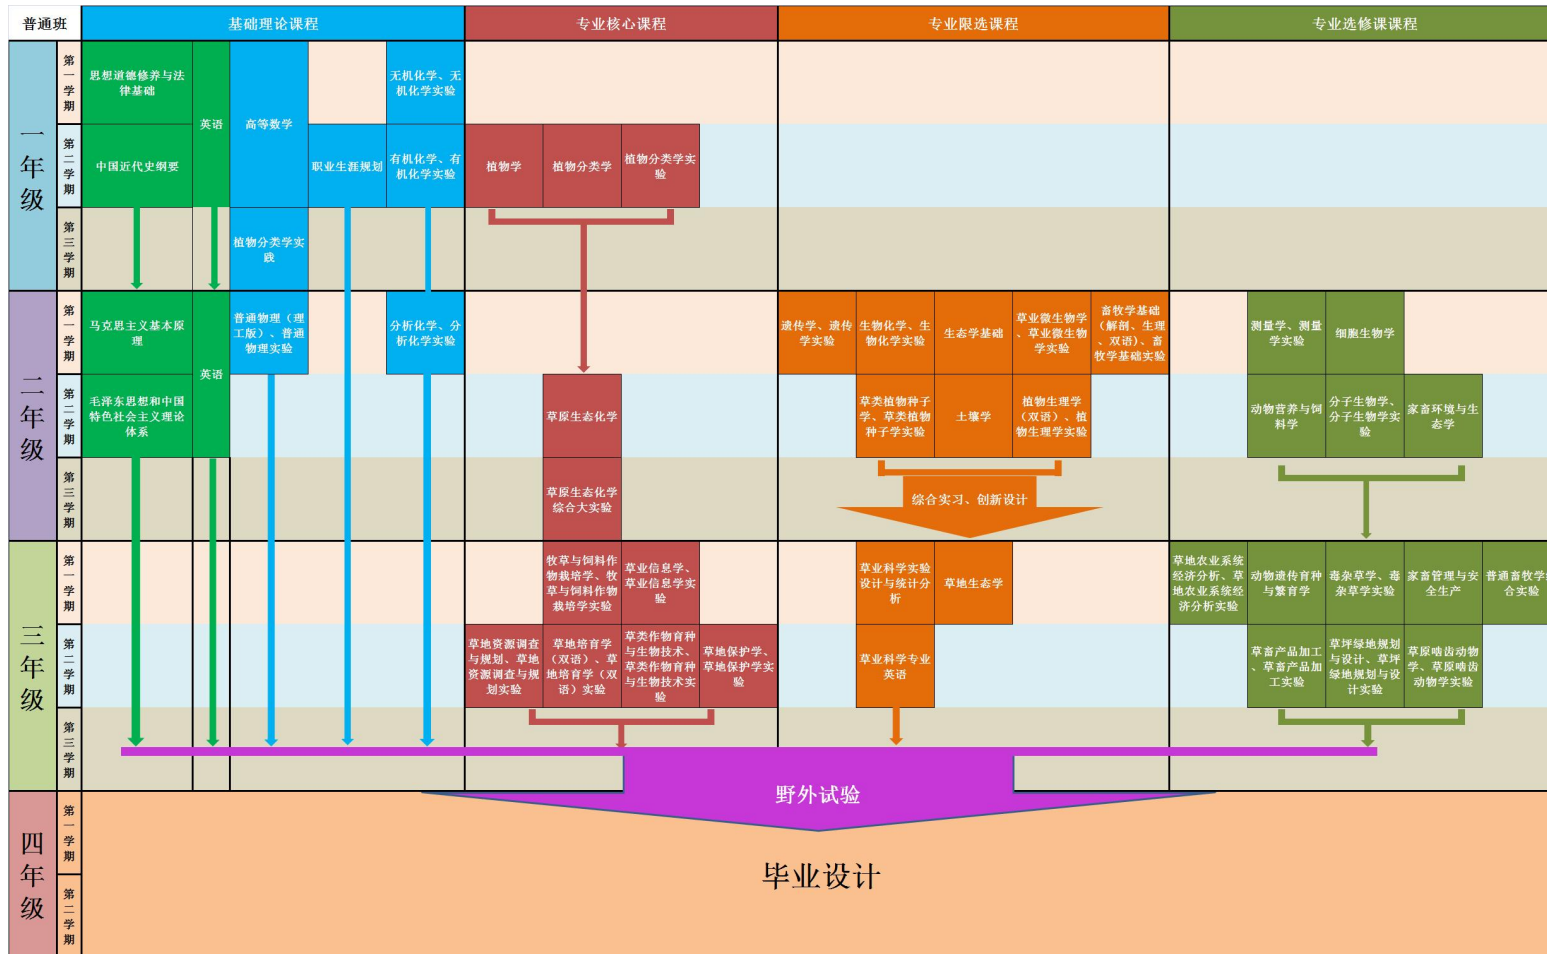 普通班
基础理论课程
专业核心课程
专业限选课程
专业选修课课程
一年级
第一学期
思想道德修养与法
律基础
英语
高等数学
无机化学、无
机化学实验
第二学期
中国近代史纲要
职业生涯规划
有机化学、有
机化学实验
植物学
植物分类学
植物分类学实
验
第三学期
植物分类学实
践
二年级
第一学期
马克思主义基本原
理
英语
普通物理（理
工版）、普通
物理实验
分析化学、分
析化学实验
遗传学、遗传
学实验
生物化学、生
物化学实验
生态学基础
草业微生物学
、草业微生物
学实验
畜牧学基础
（解剖、生理
、双语）、畜
牧学基础实验
测量学、测量
学实验
细胞生物学
第二学期
毛泽东思想和中国
特色社会主义理论
体系
草原生态化学
草类植物种子
学、草类植物
种子学实验
土壤学
植物生理学
（双语）、植
物生理学实验
动物营养与饲
料学
分子生物学、
分子生物学实
验
家畜环境与生
态学
第三学期
草原生态化学
综合大实验
综合实习、创新设计
三年级
第一学期
牧草与饲料作
物栽培学、牧
草与饲料作物
栽培学实验
草业信息学、
草业信息学实
验
草业科学实验
设计与统计分
析
草地生态学
草地农业系统
经济分析、草
地农业系统经
济分析实验
动物遗传育种
与繁育学
毒杂草学、毒
杂草学实验
家畜管理与安
全生产
普通畜牧学综
合实验
第二学期
草地资源调查
与规划、草地
资源调查与规
划实验
草地培育学
（双语）、草
地培育学（双
语）实验
草类作物育种
与生物技术、
草类作物育种
与生物技术实
验
草地保护学、
草地保护学实
验
草业科学专业
英语
草畜产品加工
、草畜产品加
工实验
草坪绿地规划
与设计、草坪
绿地规划与设
计实验
草原啮齿动物
学、草原啮齿
动物学实验
第三学期
野外试验
四年级
第一学期
毕业设计
第二学期